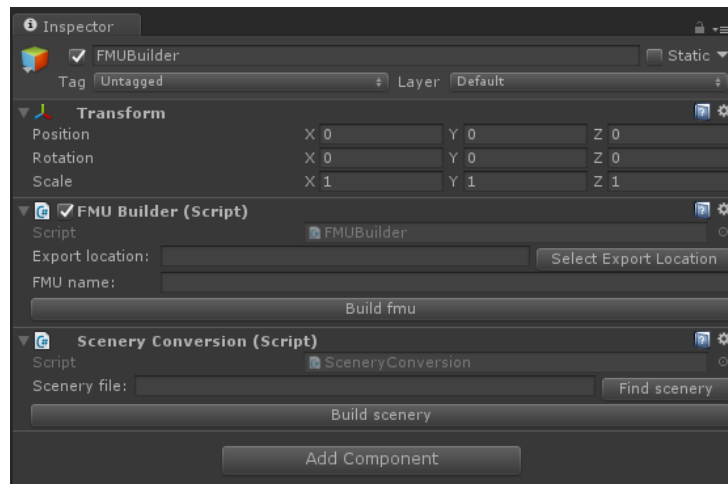 Inspector
FMUBuilder Static
Tag Untagged Layer Default
Transform
Position X 0 Y 0 Z 0
Rotation X 0 Y 0 Z 0
Scale X 1 Y 1 Z 1
FMU Builder (Script)
Script FMUBuilder
Export location: Select Export Location
FMU name:
Build fmu
Scenery Conversion (Script)
Script SceneryConversion
Scenery file: Find scenery
Build scenery
Add Component